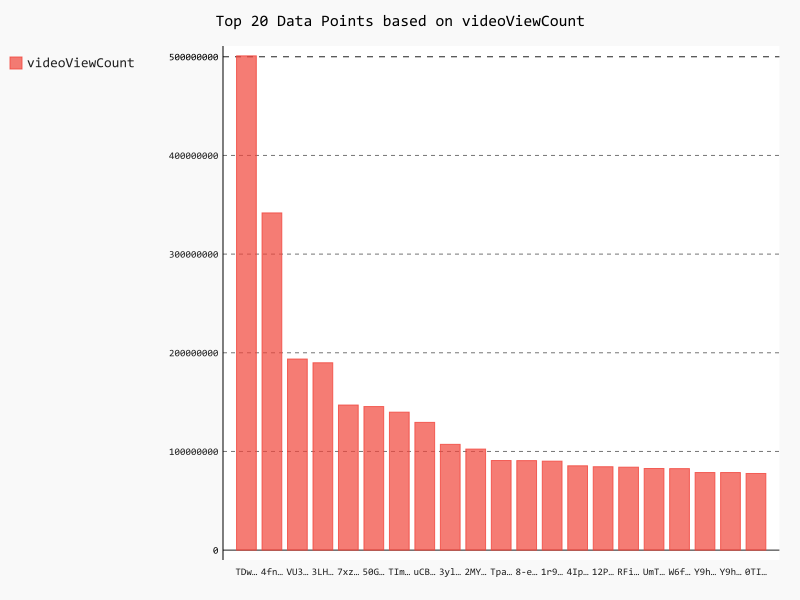 Top 20 Data Points based on videoViewCount
videoViewCount
500000000
400000000
300000000
200000000
100000000
0
TDw… 4fn… VU3… 3LH… 7xz… 50G… TIm… uCB… 3yl… 2MY… Tpa… 8-e… 1r9… 4Ip… 12P… RFi… UmT… W6f… Y9h… Y9h… 0TI…